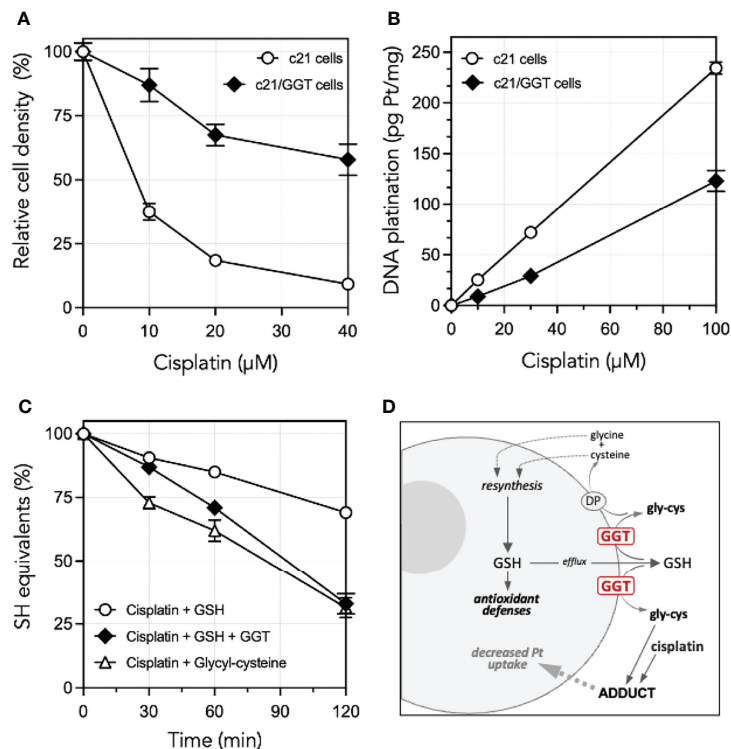 A
Relative cell density (%)
100
75
50
25
0
c21 cells
c21/GGT cells
0 10 20 30 40
Cisplatin (µM)
B
DNA platination (pg Pt/mg)
250
200
150
100
50
0
c21 cells
c21/GGT cells
0 20 40 60 80 100
Cisplatin (µM)
C
SH equivalents (%)
100
75
50
25
0
Cisplatin + GSH
Cisplatin + GSH + GGT
Cisplatin + Glycyl-cysteine
0 30 60 90 120
Time (min)
D
glycine
+
cysteine
resynthesis
DP
gly-cys
GGT
GSH
efflux
GSH
GGT
antioxidant
defenses
gly-cys
cisplatin
decreased Pt
uptake
ADDUCT